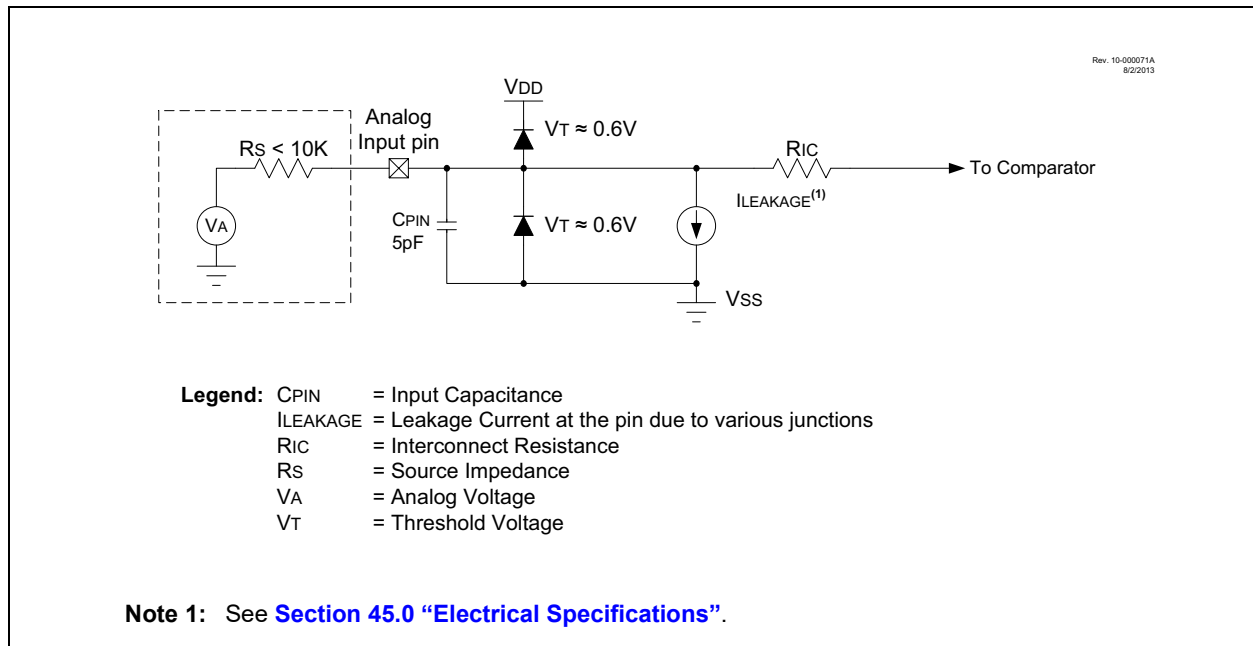 Rev. 10-000071A
8/2/2013
VDD
Analog
Input pin
VT ≈ 0.6V
RS < 10K
RIC
To Comparator
ILEAKAGE(1)
VA
CPIN
5pF
VT ≈ 0.6V
VSS
Legend: CPIN = Input Capacitance
ILEAKAGE = Leakage Current at the pin due to various junctions
RIC = Interconnect Resistance
RS = Source Impedance
VA = Analog Voltage
VT = Threshold Voltage
Note 1: See Section 45.0 “Electrical Specifications”.